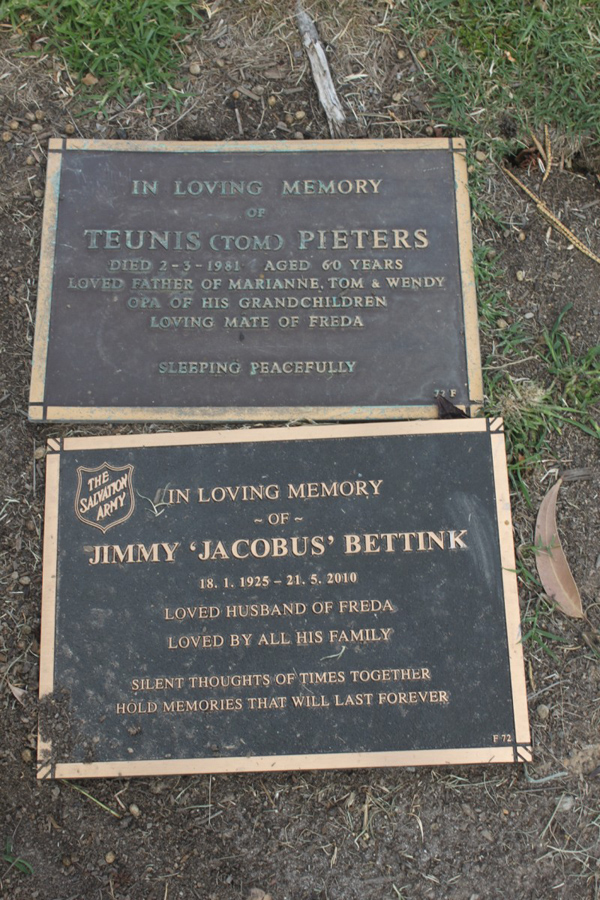 IN LOVING MEMORY
OF
TEUNIS (TOM) PIETERS
DIED 2-3-1981 AGED 60 YEARS
LOVED FATHER OF MARIANNE, TOM & WENDY
OPA OF HIS GRANDCHILDREN
LOVING MATE OF FREDA
SLEEPING PEACEFULLY
72 F
THE
SALVATION
ARMY
IN LOVING MEMORY
~ OF ~
JIMMY ‘JACOBUS’ BETTINK
18. 1. 1925 – 21. 5. 2010
LOVED HUSBAND OF FREDA
LOVED BY ALL HIS FAMILY
SILENT THOUGHTS OF TIMES TOGETHER
HOLD MEMORIES THAT WILL LAST FOREVER
F 72